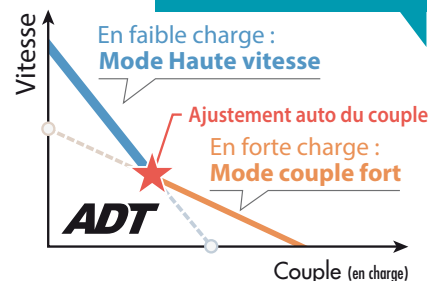 Vitesse
En faible charge :
Mode Haute vitesse
Ajustement auto du couple
En forte charge :
Mode couple fort
ADT
Couple (en charge)